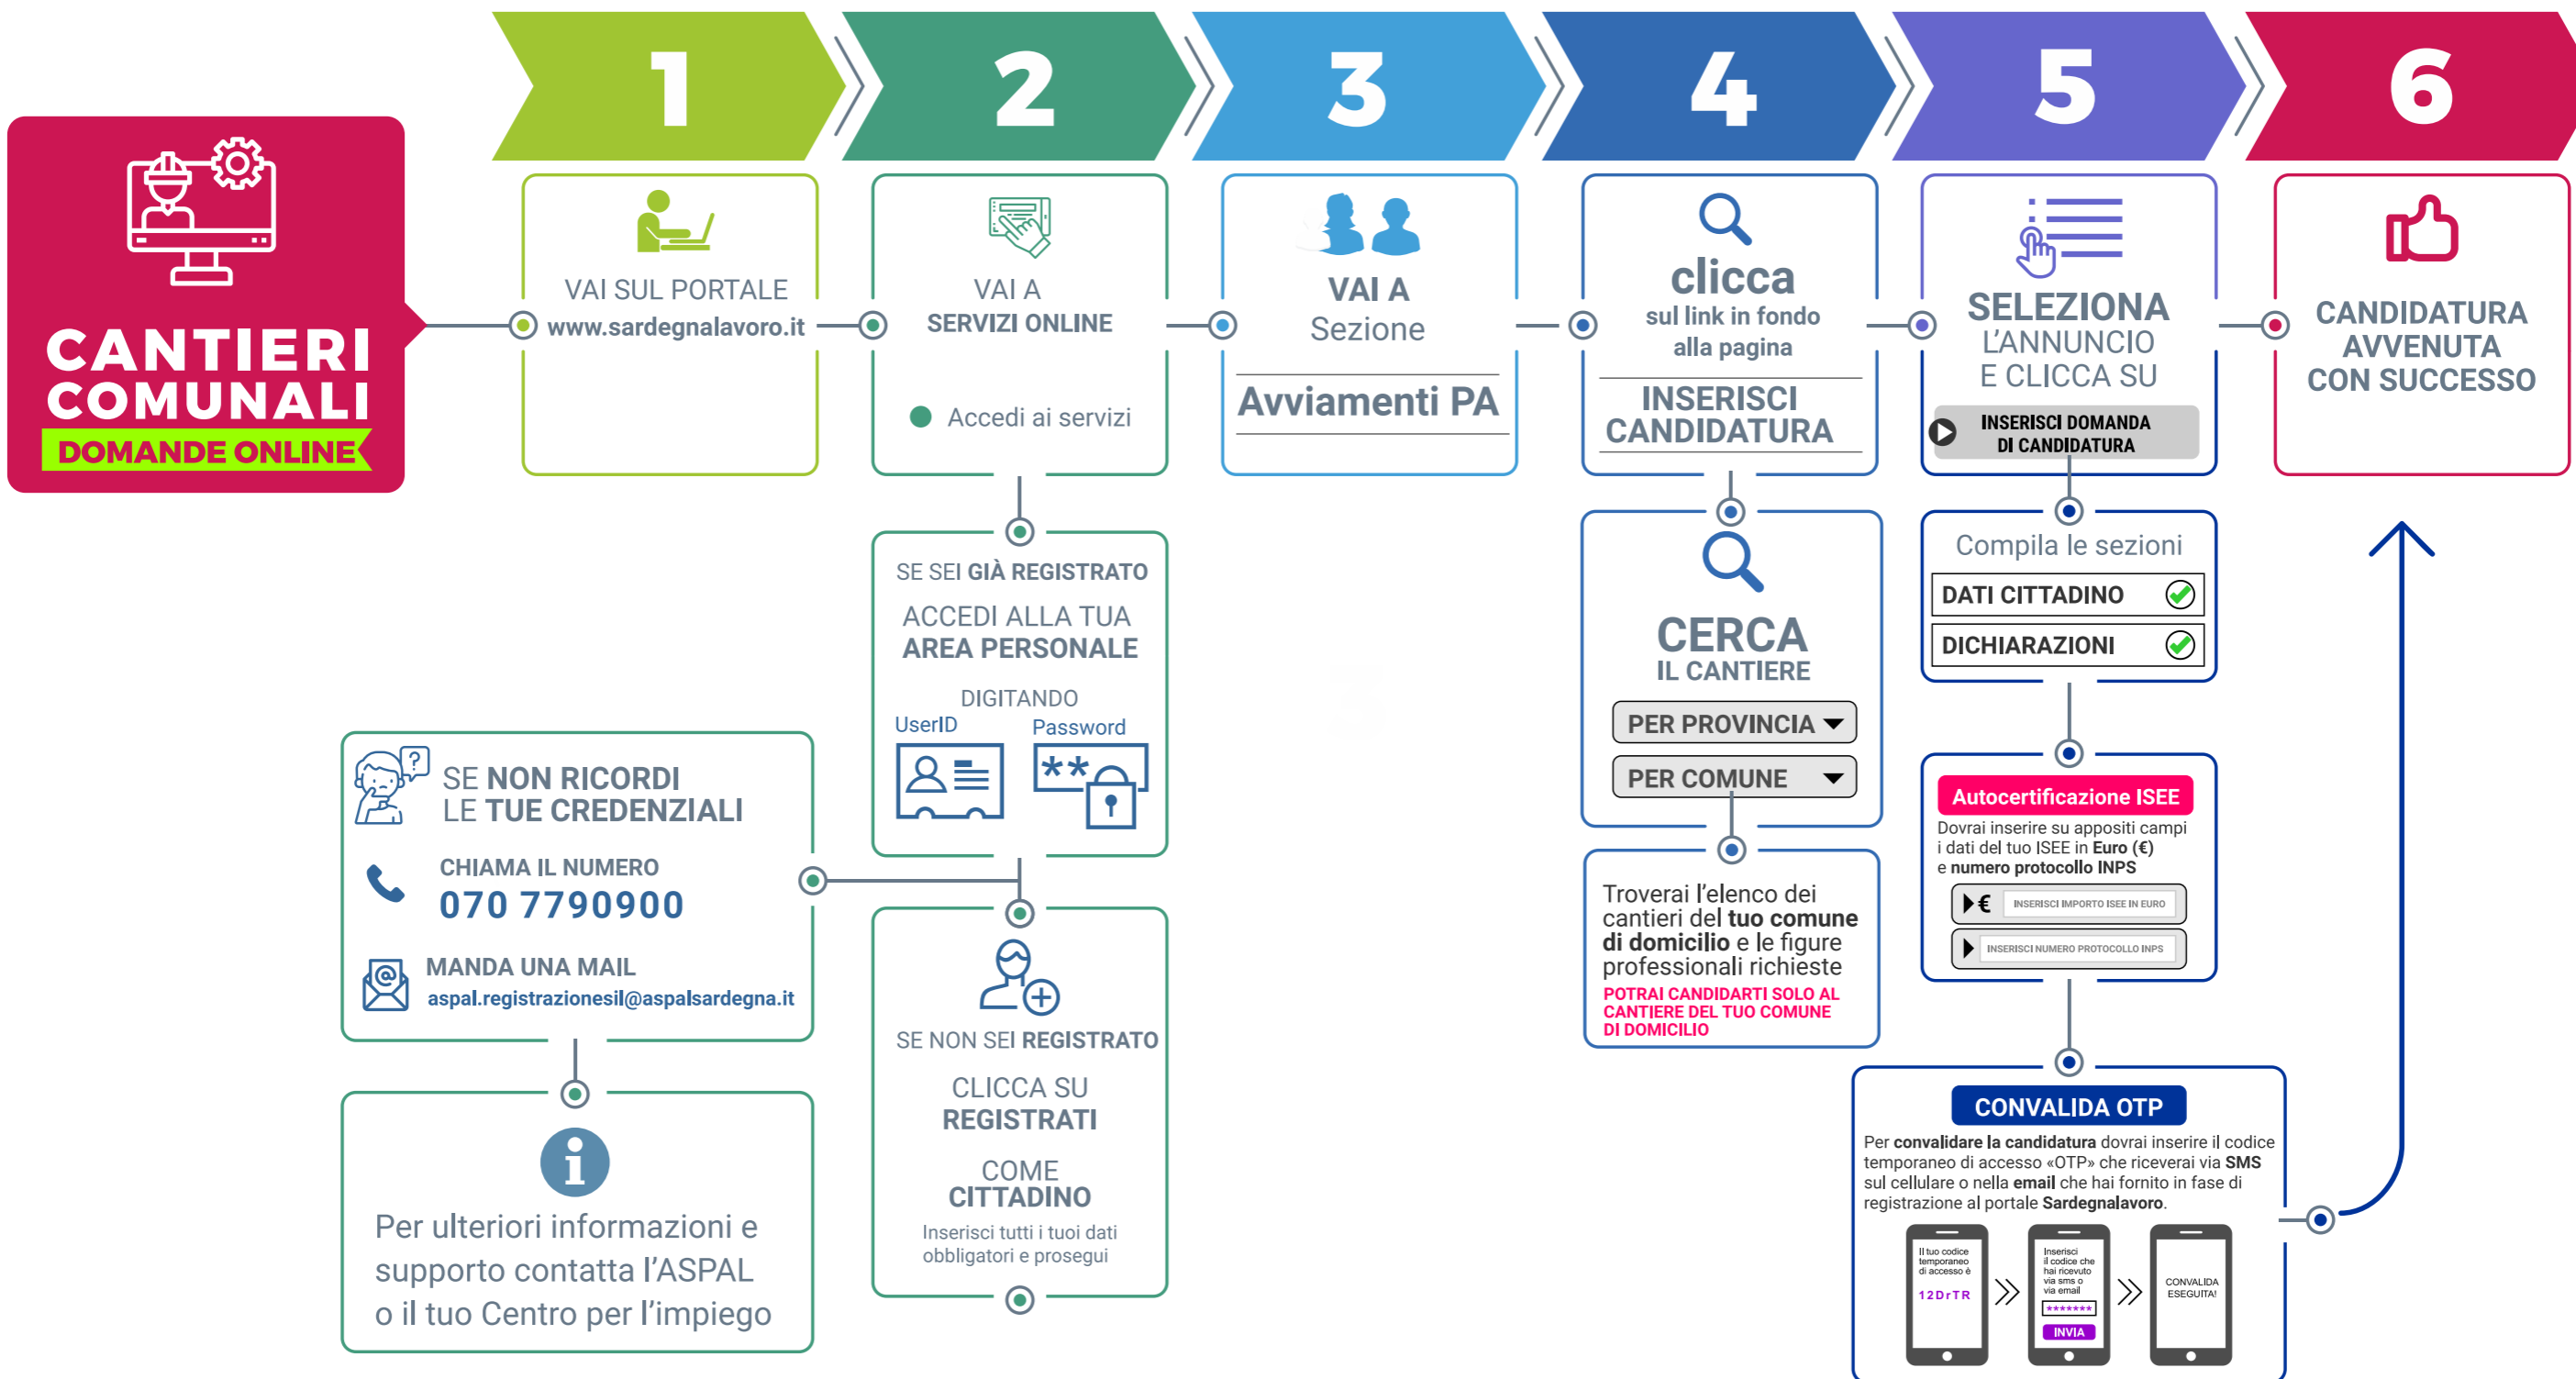 CANTIERI
COMUNALI
DOMANDE ONLINE
1
VAI SUL PORTALE
www.sardegnalavoro.it
2
VAI A
SERVIZI ONLINE
Accedi ai servizi
SE SEI GIÀ REGISTRATO
ACCEDI ALLA TUA
AREA PERSONALE
DIGITANDO
UserID
Password
**
SE NON RICORDI
LE TUE CREDENZIALI
CHIAMA IL NUMERO
070 7790900
MANDA UNA MAIL
aspal.registrazionesil@aspalsardegna.it
Per ulteriori informazioni e
supporto contatta l'ASPAL
o il tuo Centro per l'impiego
SE NON SEI REGISTRATO
CLICCA SU
REGISTRATI
COME
CITTADINO
Inserisci tutti i tuoi dati
obbligatori e prosegui
3
VAI A
Sezione
Avviamenti PA
4
clicca
sul link in fondo
alla pagina
INSERISCI
CANDIDATURA
CERCA
IL CANTIERE
PER PROVINCIA
PER COMUNE
Troverai l'elenco dei
cantieri del tuo comune
di domicilio e le figure
professionali richieste
POTRAI CANDIDARTI SOLO AL
CANTIERE DEL TUO COMUNE
DI DOMICILIO
5
SELEZIONA
L'ANNUNCIO
E CLICCA SU
INSERISCI DOMANDA
DI CANDIDATURA
Compila le sezioni
DATI CITTADINO
DICHIARAZIONI
Autocertificazione ISEE
Dovrai inserire su appositi campi
i dati del tuo ISEE in Euro (€)
e numero protocollo INPS
€ INSERISCI IMPORTO ISEE IN EURO
INSERISCI NUMERO PROTOCOLLO INPS
CONVALIDA OTP
Per convalidare la candidatura dovrai inserire il codice
temporaneo di accesso «OTP» che riceverai via SMS
sul cellulare o nella email che hai fornito in fase di
registrazione al portale Sardegnalavoro.
Il tuo codice
temporaneo
di accesso è
12DrTR
Inserisci
il codice che
hai ricevuto
via sms o
via email
*******
INVIA
CONVALIDA
ESEGUITA!
6
CANDIDATURA
AVVENUTA
CON SUCCESSO